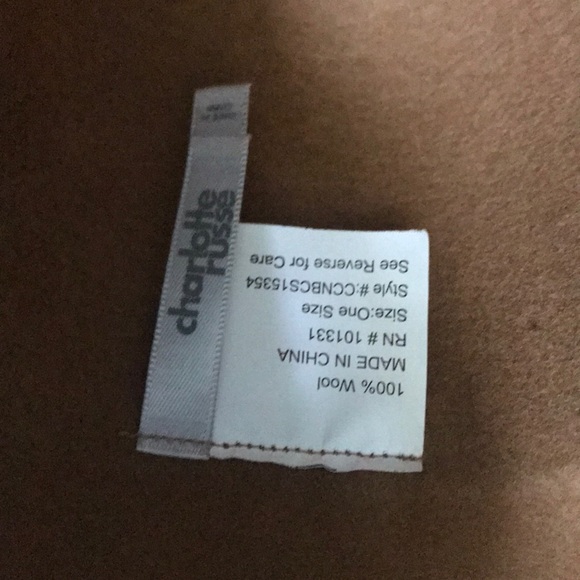 charlotte
russe
100% Wool
MADE IN CHINA
RN # 101331
Size:One Size
Style #:CCNBCS15354
See Reverse for Care